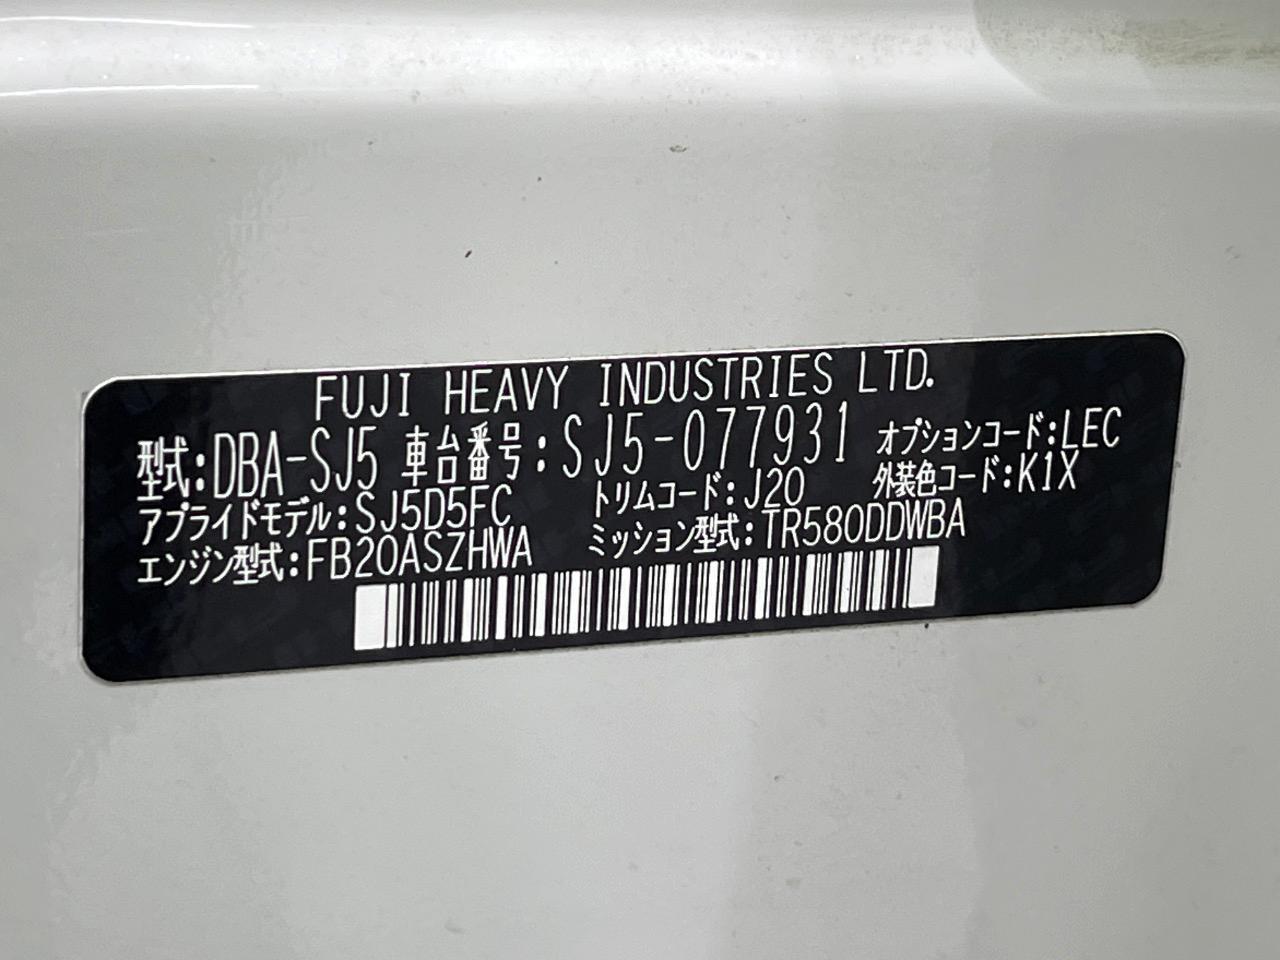 FUJI HEAVY INDUSTRIES LTD.
型式:DBA-SJ5 車台番号:SJ5-077931 オプションコード:LEC
アプライドモデル:SJ5D5FC トリムコード:J20 外装色コード:K1X
エンジン型式:FB20ASZHWA ミッション型式:TR580DDWBA